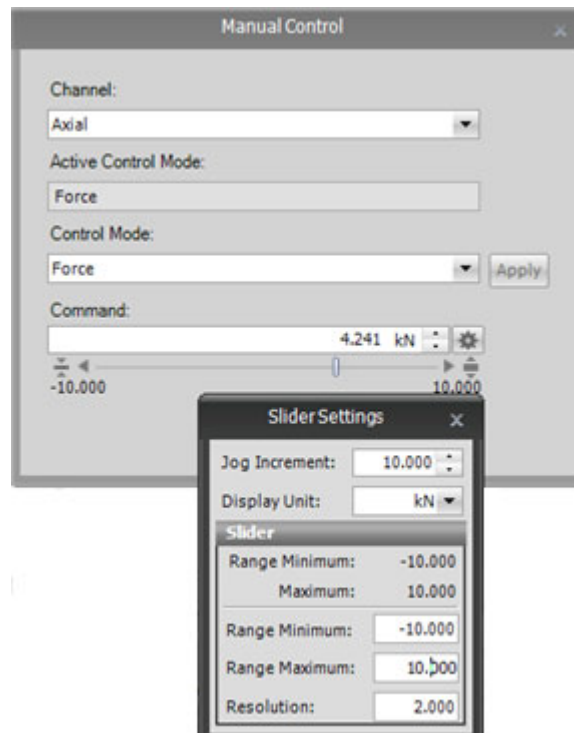 Manual Control
Channel:
Axial
Active Control Mode:
Force
Control Mode:
Force
Apply
Command:
4.241 kN
-10.000
10.000
Slider Settings
Jog Increment: 10.000
Display Unit: kN
Slider
Range Minimum: -10.000
Maximum: 10.000
Range Minimum: -10.000
Range Maximum: 10.000
Resolution: 2.000